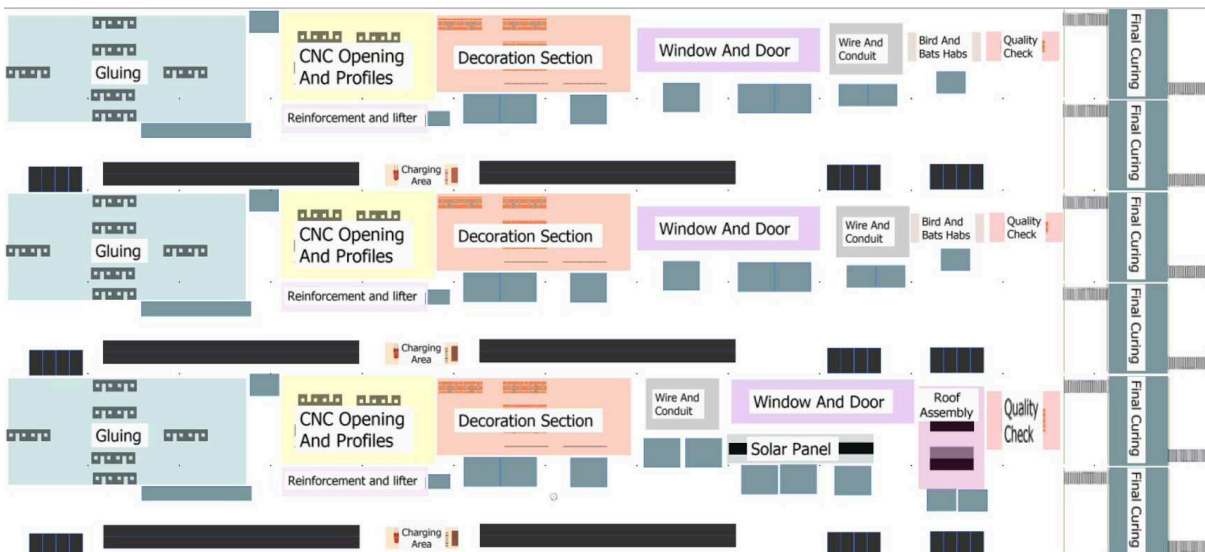 Gluing
CNC Opening
And Profiles
Reinforcement and lifter
Decoration Section
Window And Door
Wire And
Conduit
Bird And
Bats Habs
Quality
Check
Final Curing
Final Curing
Charging
Area
Gluing
CNC Opening
And Profiles
Reinforcement and lifter
Decoration Section
Window And Door
Wire And
Conduit
Bird And
Bats Habs
Quality
Check
Final Curing
Final Curing
Charging
Area
Gluing
CNC Opening
And Profiles
Reinforcement and lifter
Decoration Section
Wire And
Conduit
Window And Door
Solar Panel
Roof
Assembly
Quality
Check
Final Curing
Final Curing
Charging
Area